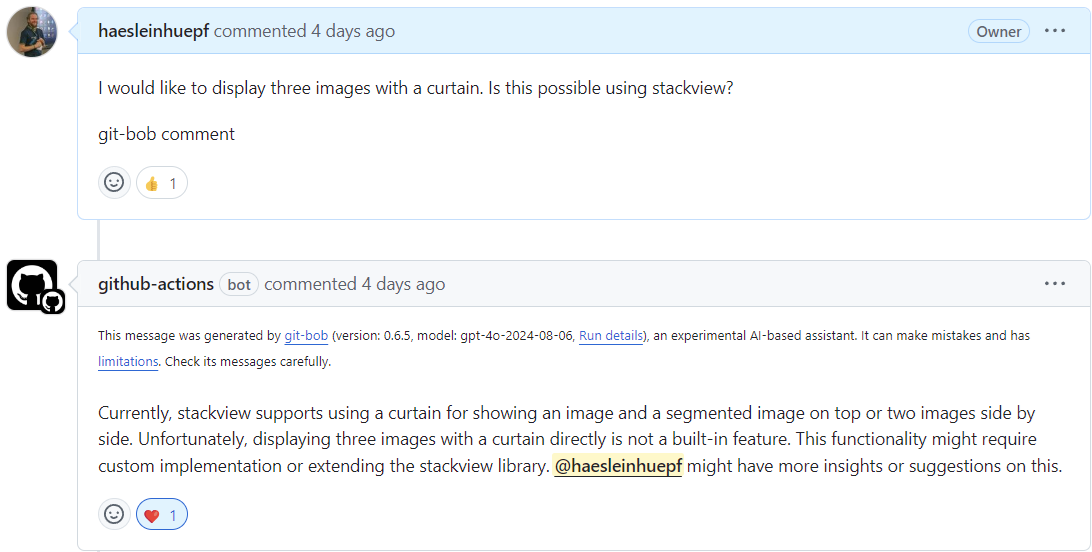 haesleinhuepf commented 4 days ago Owner ...
I would like to display three images with a curtain. Is this possible using stackview?
git-bob comment
👍 1
github-actions bot commented 4 days ago ...
This message was generated by git-bob (version: 0.6.5, model: gpt-4o-2024-08-06, Run details), an experimental AI-based assistant. It can make mistakes and has
limitations. Check its messages carefully.
Currently, stackview supports using a curtain for showing an image and a segmented image on top or two images side by
side. Unfortunately, displaying three images with a curtain directly is not a built-in feature. This functionality might require
custom implementation or extending the stackview library. @haesleinhuepf might have more insights or suggestions on this.
❤️ 1